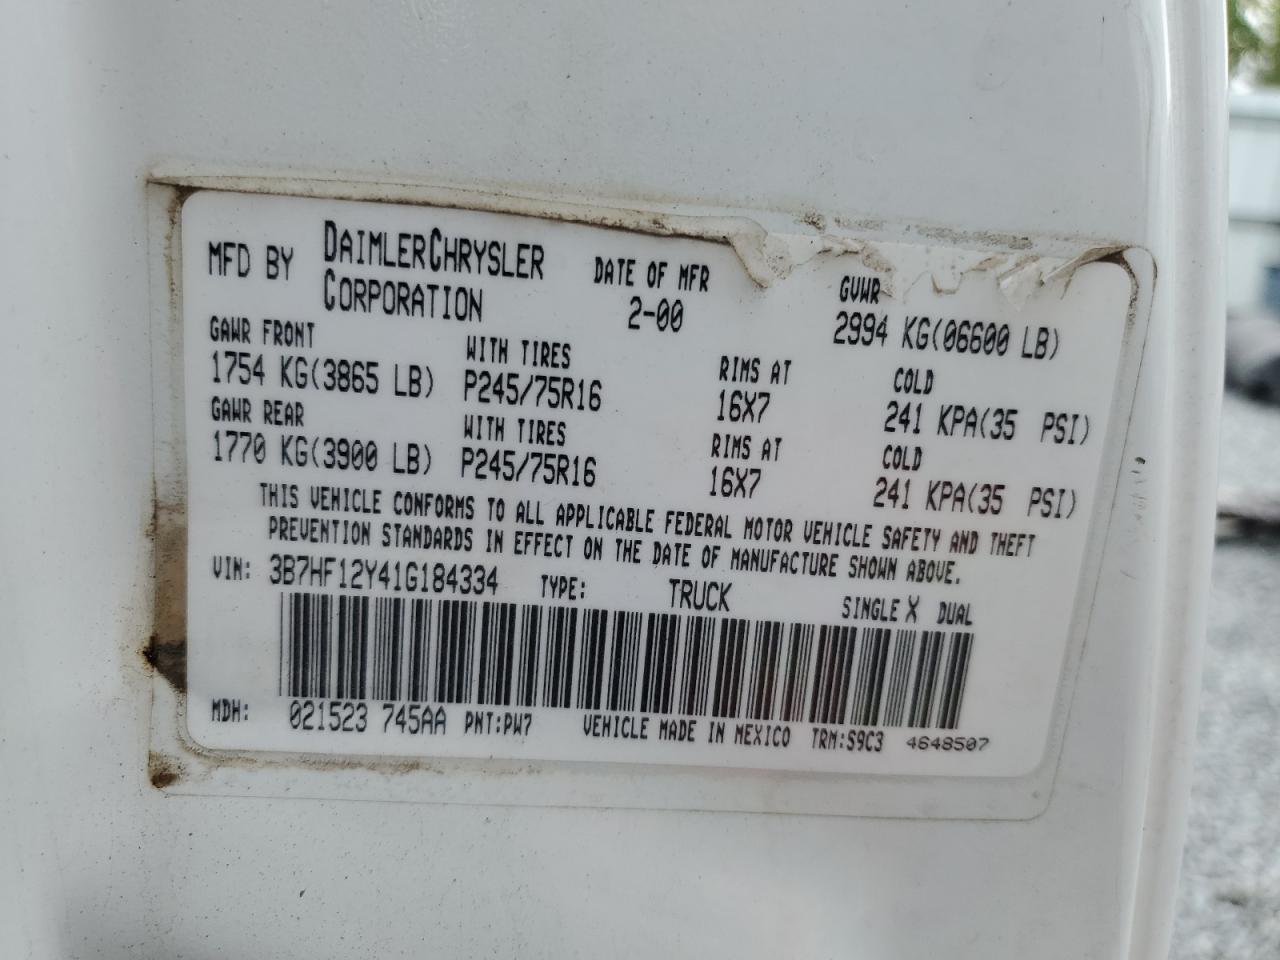 MFD BY DAIMLERCHRYSLER CORPORATION DATE OF MFR 2-00 GVWR 2994 KG(06600 LB)
GAWR FRONT WITH TIRES RIMS AT COLD
1754 KG(3865 LB) P245/75R16 16X7 241 KPA(35 PSI)
GAWR REAR WITH TIRES RIMS AT COLD
1770 KG(3900 LB) P245/75R16 16X7 241 KPA(35 PSI)
THIS VEHICLE CONFORMS TO ALL APPLICABLE FEDERAL MOTOR VEHICLE SAFETY AND THEFT
PREVENTION STANDARDS IN EFFECT ON THE DATE OF MANUFACTURE SHOWN ABOVE.
VIN: 3B7HF12Y41G184334 TYPE: TRUCK SINGLE X DUAL
MDH: 021523 745AA PNT:PW7 VEHICLE MADE IN MEXICO TRM:S9C3 4648507